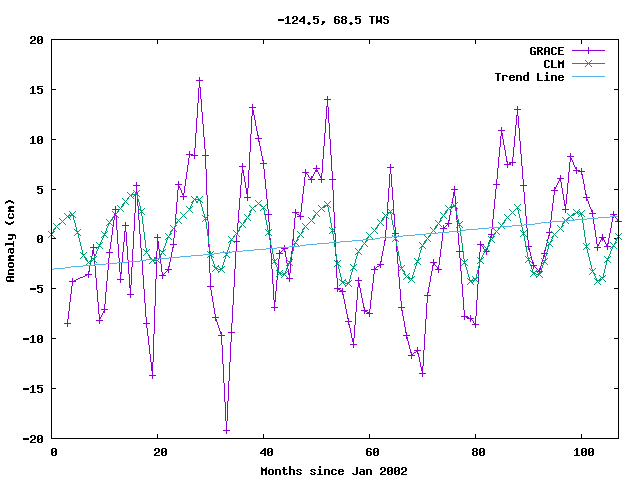 -124.5, 68.5 TWS
GRACE
CLM
Trend Line
20
15
10
5
0
-5
-10
-15
-20
Anomaly (cm)
0 20 40 60 80 100
Months since Jan 2002